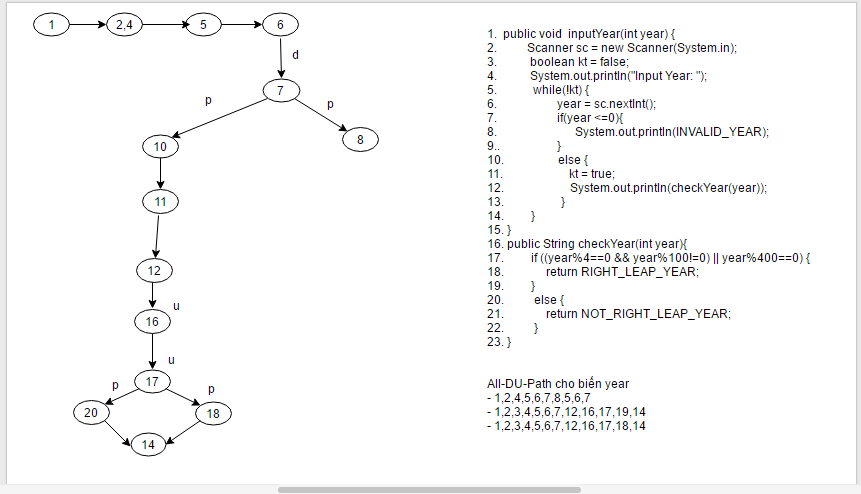 1
2,4
5
6
d
7
p
p
10
8
11
12
u
16
u
17
p
p
20
18
14
1. public void inputYear(int year) {
2. Scanner sc = new Scanner(System.in);
3. boolean kt = false;
4. System.out.println("Input Year: ");
5. while(!kt) {
6. year = sc.nextInt();
7. if(year <=0){
8. System.out.println(INVALID_YEAR);
9.. }
10. else {
11. kt = true;
12. System.out.println(checkYear(year));
13. }
14. }
15. }
16. public String checkYear(int year){
17. if ((year%4==0 && year%100!=0) || year%400==0) {
18. return RIGHT_LEAP_YEAR;
19. }
20. else {
21. return NOT_RIGHT_LEAP_YEAR;
22. }
23. }
All-DU-Path cho biến year
- 1,2,4,5,6,7,8,5,6,7
- 1,2,3,4,5,6,7,12,16,17,19,14
- 1,2,3,4,5,6,7,12,16,17,18,14